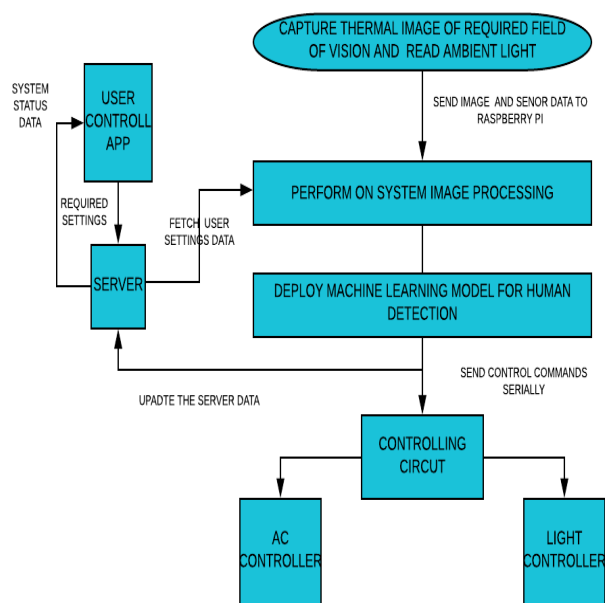 CAPTURE THERMAL IMAGE OF REQUIRED FIELD
OF VISION AND READ AMBIENT LIGHT
SYSTEM
STATUS
DATA
USER
CONTROLL
APP
SEND IMAGE AND SENOR DATA TO
RASPBERRY PI
PERFORM ON SYSTEM IMAGE PROCESSING
REQUIRED
SETTINGS
FETCH USER
SETTINGS DATA
SERVER
DEPLOY MACHINE LEARNING MODEL FOR HUMAN
DETECTION
SEND CONTROL COMMANDS
SERIALLY
UPADTE THE SERVER DATA
CONTROLLING
CIRCUT
AC
CONTROLLER
LIGHT
CONTROLLER